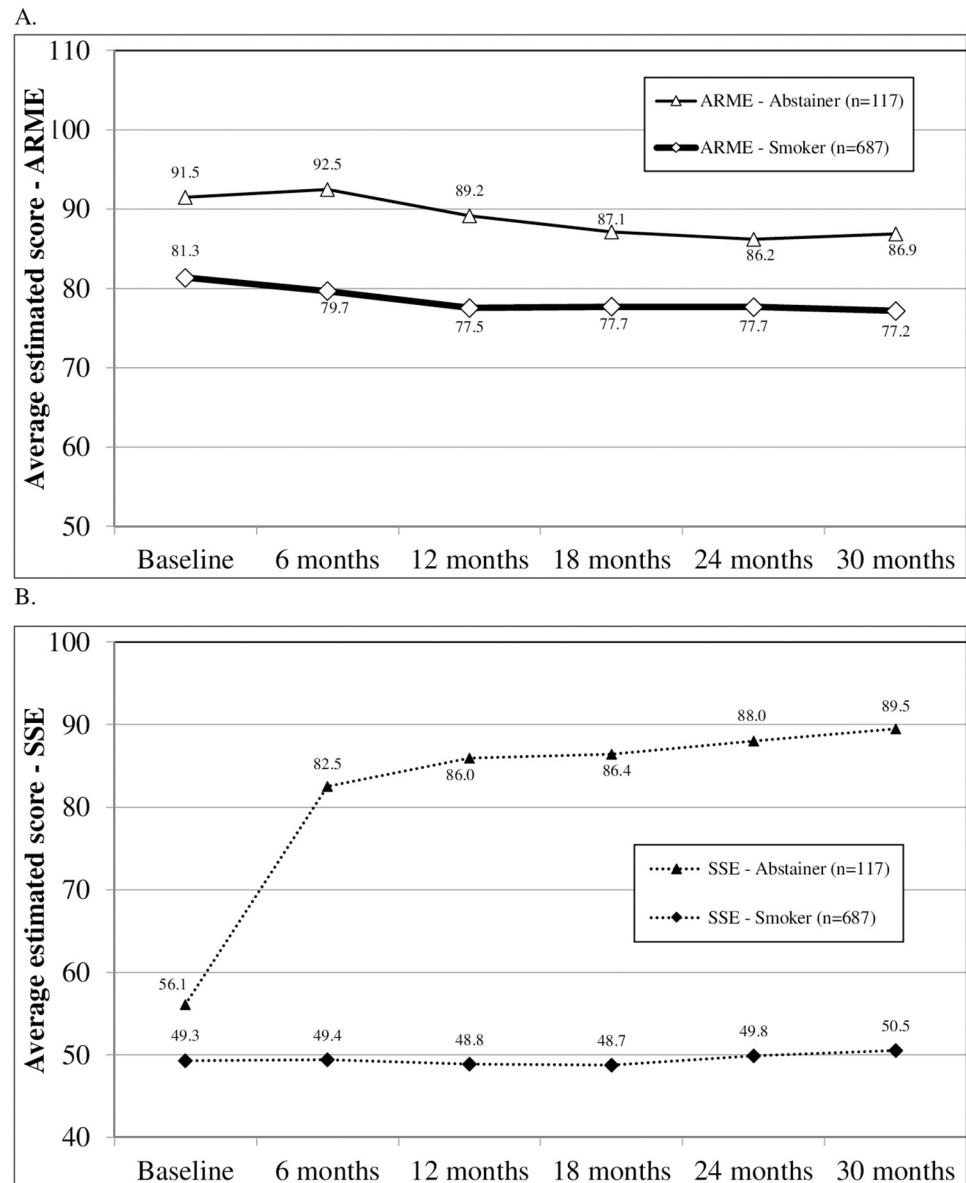 A.
Average estimated score - ARME
110
100
90
80
70
60
50
ARME - Abstainer (n=117)
ARME - Smoker (n=687)
91.5
92.5
89.2
87.1
86.2
86.9
81.3
79.7
77.5
77.7
77.7
77.2
Baseline
6 months
12 months
18 months
24 months
30 months
B.
Average estimated score - SSE
100
90
80
70
60
50
40
56.1
82.5
86.0
86.4
88.0
89.5
SSE - Abstainer (n=117)
SSE - Smoker (n=687)
49.3
49.4
48.8
48.7
49.8
50.5
Baseline
6 months
12 months
18 months
24 months
30 months